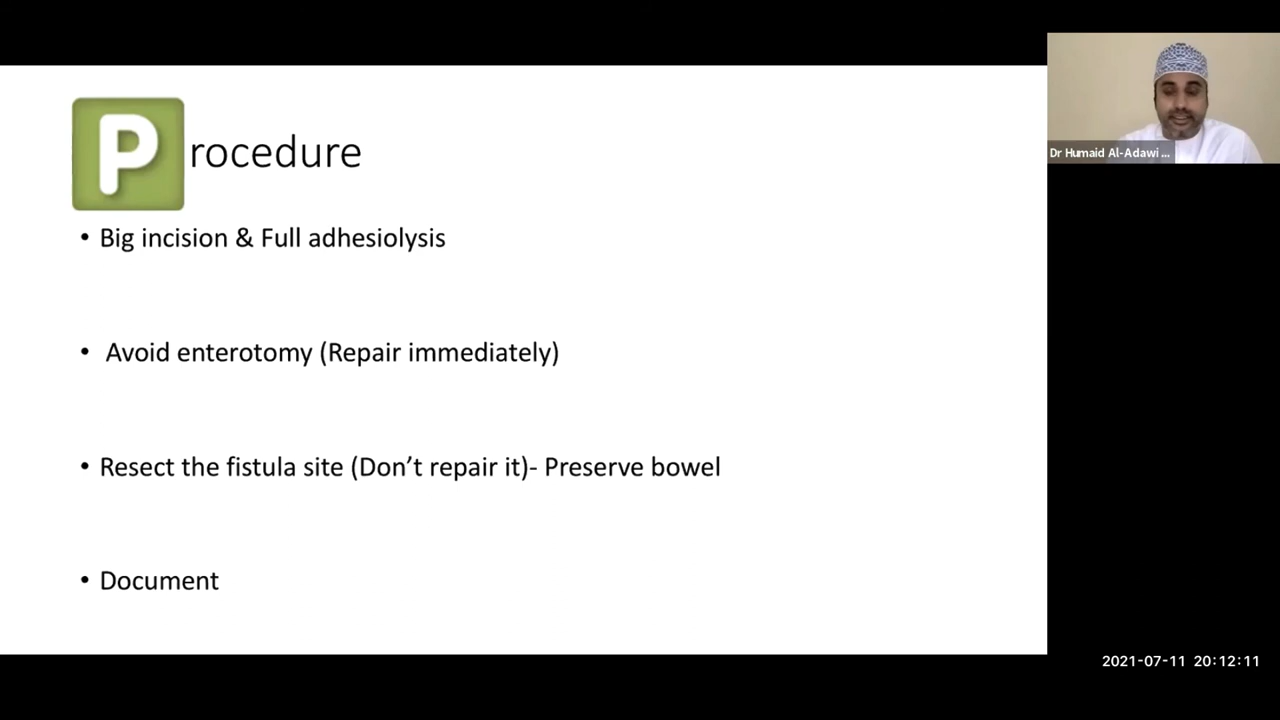 Procedure
• Big incision & Full adhesiolysis
• Avoid enterotomy (Repair immediately)
• Resect the fistula site (Don’t repair it)- Preserve bowel
• Document
Dr Humaid Al-Adawi ...
2021-07-11 20:12:11